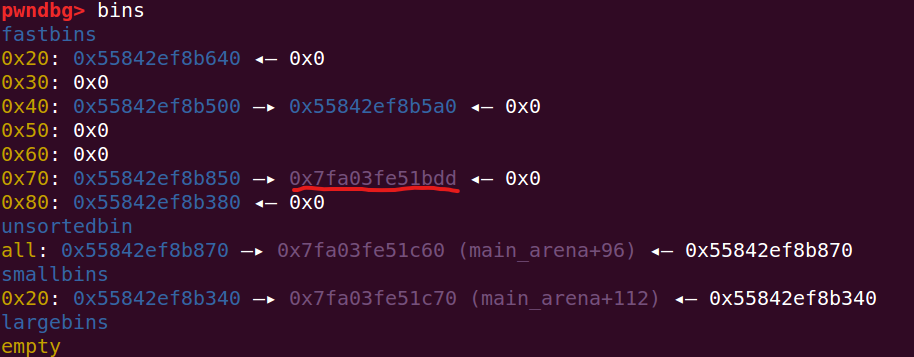 pwndbg> bins
fastbins
0x20: 0x55842ef8b640 ◂— 0x0
0x30: 0x0
0x40: 0x55842ef8b500 —▸ 0x55842ef8b5a0 ◂— 0x0
0x50: 0x0
0x60: 0x0
0x70: 0x55842ef8b850 —▸ 0x7fa03fe51bdd ◂— 0x0
0x80: 0x55842ef8b380 ◂— 0x0
unsortedbin
all: 0x55842ef8b870 —▸ 0x7fa03fe51c60 (main_arena+96) ◂— 0x55842ef8b870
smallbins
0x20: 0x55842ef8b340 —▸ 0x7fa03fe51c70 (main_arena+112) ◂— 0x55842ef8b340
largebins
empty